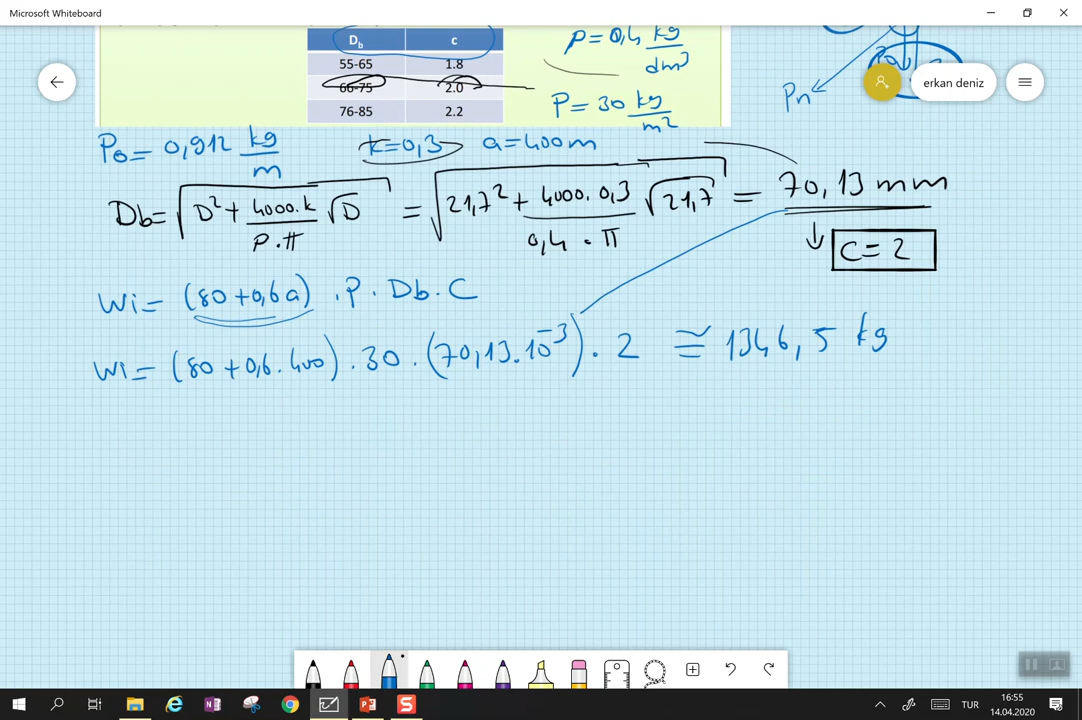 Microsoft Whiteboard
erkan deniz
D_b c
55-65 1.8
66-75 2.0
76-85 2.2
ρ = 0,4 kg/dm³
P = 30 kg/m²
Pn
P₀ = 0,912 kg/m k=0,3 a=400m
Db = √(D² + (4000.k)/(ρ.π) √D) = √(21,7² + (4000.0,3)/(0,4.π) √21,7) = 70,13 mm
↓ C = 2
Wi = (80+0,6a) . P . Db . C
Wi = (80+0,6.400) . 30 . (70,13.10⁻³) . 2 ≅ 1346,5 kg
TUR
16:55
14.04.2020